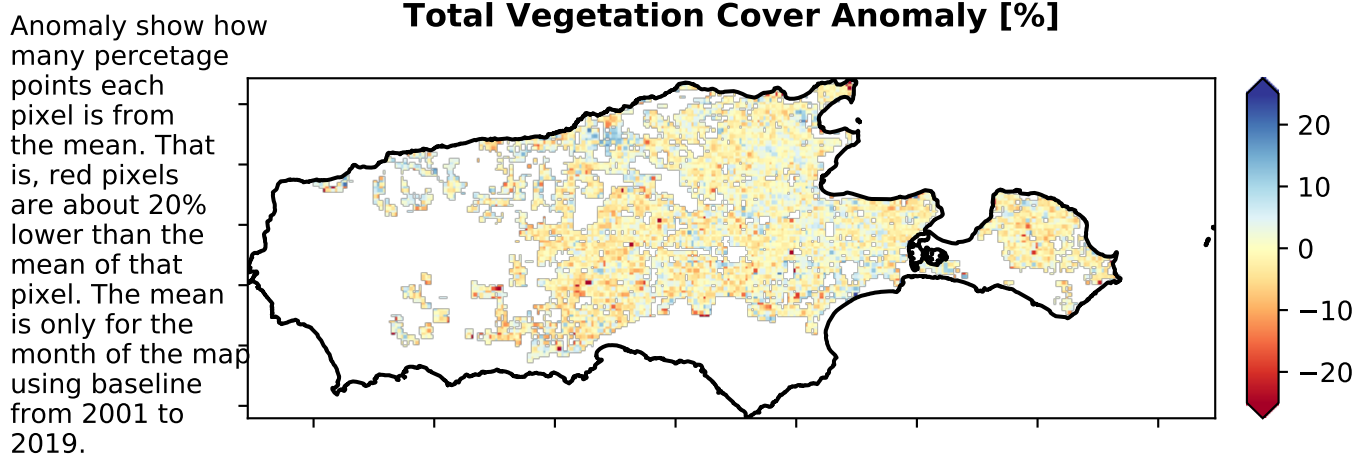 Total Vegetation Cover Anomaly [%]
Anomaly show how
many percetage
points each
pixel is from
the mean. That
is, red pixels
are about 20%
lower than the
mean of that
pixel. The mean
is only for the
month of the map
using baseline
from 2001 to
2019.
20
10
0
−10
−20